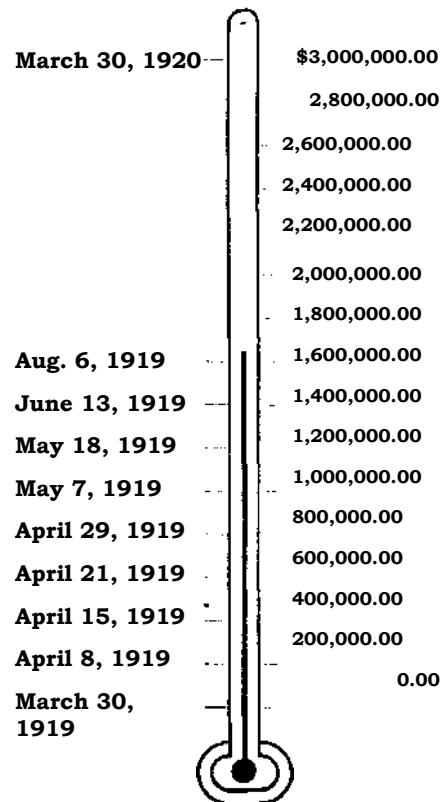 March 30, 1920 $3,000,000.00
2,800,000.00
2,600,000.00
2,400,000.00
2,200,000.00
2,000,000.00
1,800,000.00
Aug. 6, 1919 1,600,000.00
June 13, 1919 1,400,000.00
May 18, 1919 1,200,000.00
May 7, 1919 1,000,000.00
April 29, 1919 800,000.00
April 21, 1919 600,000.00
April 15, 1919 400,000.00
April 8, 1919 200,000.00
March 30, 0.00
1919